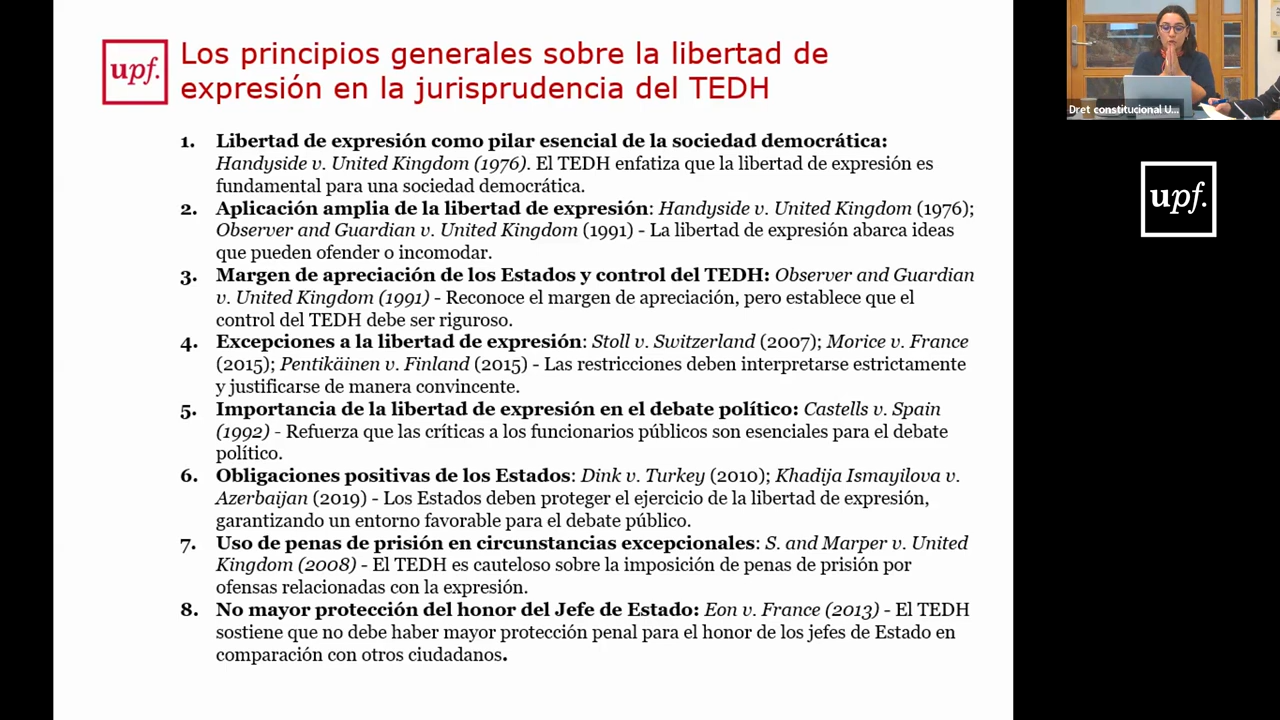 upf.
Los principios generales sobre la libertad de
expresión en la jurisprudencia del TEDH
1. Libertad de expresión como pilar esencial de la sociedad democrática:
Handyside v. United Kingdom (1976). El TEDH enfatiza que la libertad de expresión es
fundamental para una sociedad democrática.
2. Aplicación amplia de la libertad de expresión: Handyside v. United Kingdom (1976);
Observer and Guardian v. United Kingdom (1991) - La libertad de expresión abarca ideas
que pueden ofender o incomodar.
3. Margen de apreciación de los Estados y control del TEDH: Observer and Guardian
v. United Kingdom (1991) - Reconoce el margen de apreciación, pero establece que el
control del TEDH debe ser riguroso.
4. Excepciones a la libertad de expresión: Stoll v. Switzerland (2007); Morice v. France
(2015); Pentikäinen v. Finland (2015) - Las restricciones deben interpretarse estrictamente
y justificarse de manera convincente.
5. Importancia de la libertad de expresión en el debate político: Castells v. Spain
(1992) - Refuerza que las críticas a los funcionarios públicos son esenciales para el debate
político.
6. Obligaciones positivas de los Estados: Dink v. Turkey (2010); Khadija Ismayilova v.
Azerbaijan (2019) - Los Estados deben proteger el ejercicio de la libertad de expresión,
garantizando un entorno favorable para el debate público.
7. Uso de penas de prisión en circunstancias excepcionales: S. and Marper v. United
Kingdom (2008) - El TEDH es cauteloso sobre la imposición de penas de prisión por
ofensas relacionadas con la expresión.
8. No mayor protección del honor del Jefe de Estado: Eon v. France (2013) - El TEDH
sostiene que no debe haber mayor protección penal para el honor de los jefes de Estado en
comparación con otros ciudadanos.
Dret constitucional U...
upf.